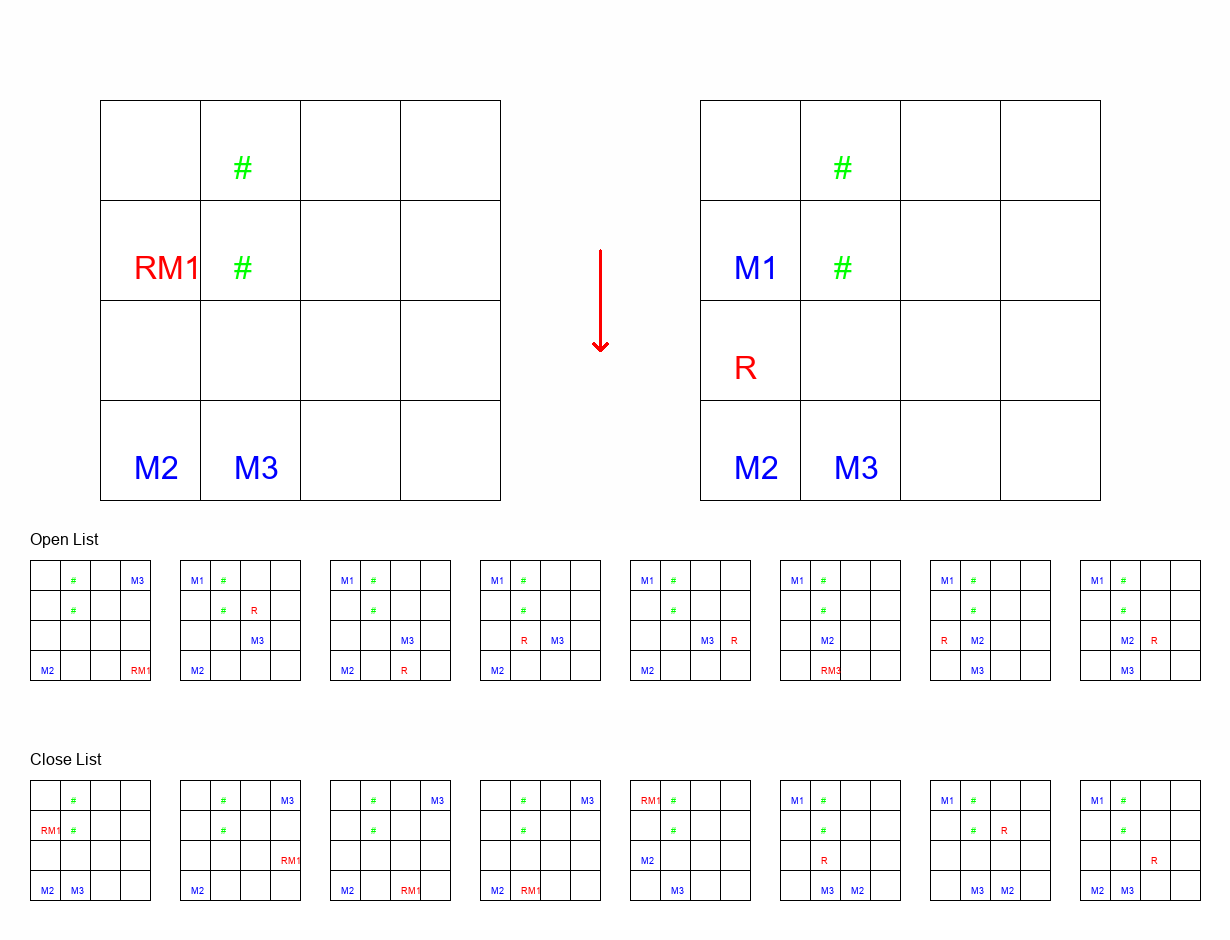 # #
RM1 # M1 #
R
M2 M3 M2 M3
Open List
# M3 M1 # M1 # M1 # M1 # M1 # M1 # M1 #
# # R # # # # # #
M3 M3 R M3 M3 R M2 R M2 M2 R
M2 RM1 M2 M2 R M2 M2 RM3 M3 M3
Close List
# # M3 # M3 # M3 RM1 # M1 # M1 # M1 #
RM1 # # # # # # # R #
RM1 M2 R R
M2 M3 M2 M2 RM1 M2 RM1 M3 M3 M2 M3 M2 M2 M3